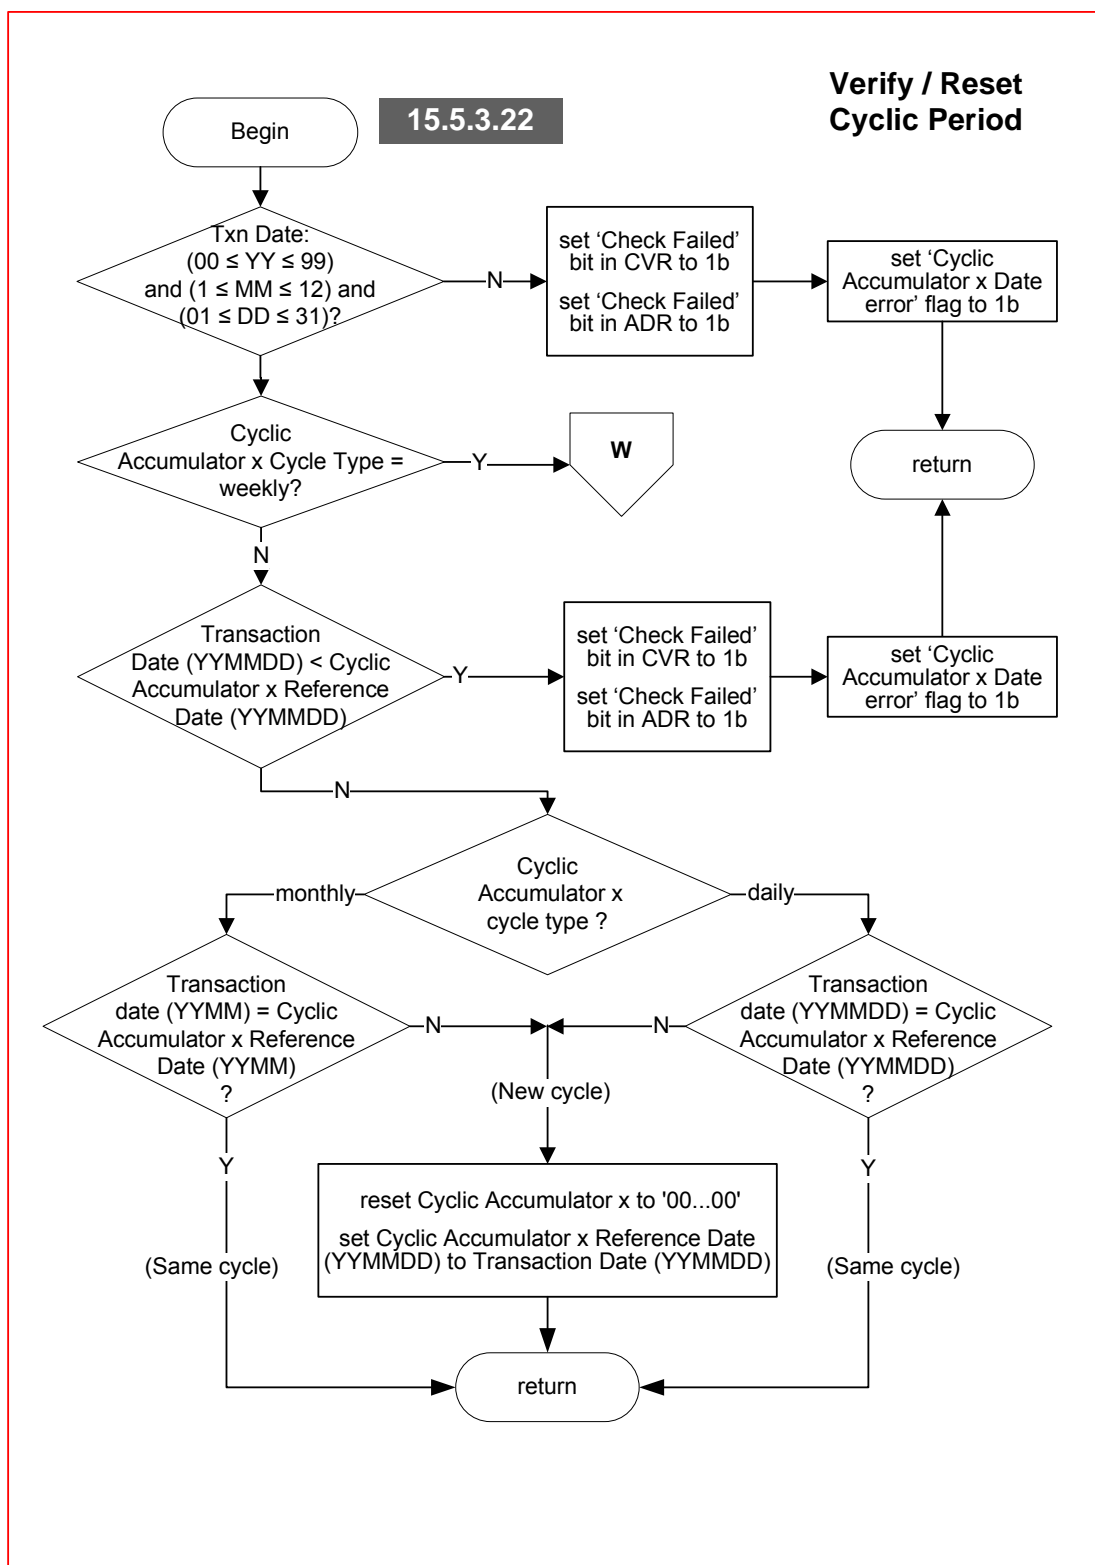 Verify / Reset
Cyclic Period
15.5.3.22
Begin
Txn Date:
(00 ≤ YY ≤ 99)
and (1 ≤ MM ≤ 12) and
(01 ≤ DD ≤ 31)?
N
set ‘Check Failed’
bit in CVR to 1b
set ‘Check Failed’
bit in ADR to 1b
set ‘Cyclic
Accumulator x Date
error’ flag to 1b
Cyclic
Accumulator x Cycle Type =
weekly?
Y
W
return
N
Transaction
Date (YYMMDD) < Cyclic
Accumulator x Reference
Date (YYMMDD)
Y
set ‘Check Failed’
bit in CVR to 1b
set ‘Check Failed’
bit in ADR to 1b
set ‘Cyclic
Accumulator x Date
error’ flag to 1b
N
Cyclic
Accumulator x
cycle type ?
monthly
daily
Transaction
date (YYMM) = Cyclic
Accumulator x Reference
Date (YYMM)
?
N
N
Transaction
date (YYMMDD) = Cyclic
Accumulator x Reference
Date (YYMMDD)
?
(New cycle)
Y
Y
reset Cyclic Accumulator x to '00...00'
set Cyclic Accumulator x Reference Date
(YYMMDD) to Transaction Date (YYMMDD)
(Same cycle)
(Same cycle)
return